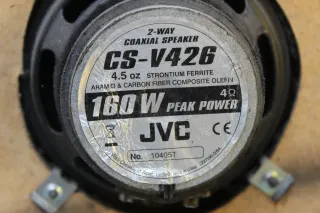 2-WAY
COAXIAL SPEAKER
CS-V426
4.5 oz STRONTIUM FERRITE
ARAMID & CARBON FIBER COMPOSITE OLEFIN
160W PEAK POWER 4Ω
JVC CE
No. 10405T